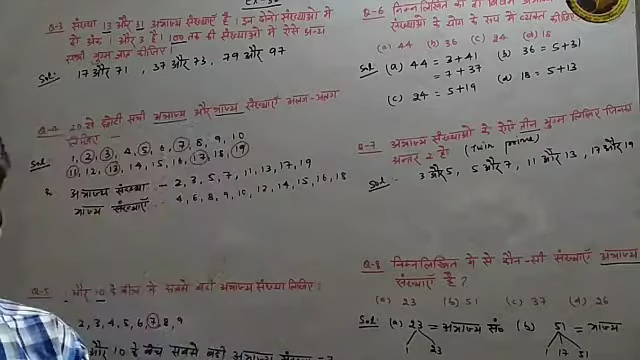 Ex-3.
Q-3 संख्या 13 और 31 अभाज्य संख्याएँ है। इन दोनों संख्याओं में
दो अंक 1 और 3 है। 100 तक की संख्याओं में ऐसे अन्य
सभी युग्म ज्ञात कीजिए।
Sol: 17 और 71, 37 और 73, 79 और 97
Q-4 20 से छोटी सभी अभाज्य और भाज्य संख्याएँ अलग-अलग
लिखिए -
Sol: 1, 2, 3, 4, 5, 6, 7, 8, 9, 10
11, 12, 13, 14, 15, 16, 17, 18, 19
अभाज्य संख्या :- 2, 3, 5, 7, 11, 13, 17, 19
भाज्य संख्याएँ - 4, 6, 8, 9, 10, 12, 14, 15, 16, 18
Q-5 1 और 10 के बीच में सबसे बड़ी अभाज्य संख्या लिखिए।
2, 3, 4, 5, 6, 7, 8, 9
और 10 के बीच सबसे बड़ी अभाज्य संख्या = 7
Q-6 निम्नलिखित को दो विषम अभाज्य
संख्याओं के योग के रूप में व्यक्त कीजिए
(a) 44 (b) 36 (c) 24 (d) 18
Sol (a) 44 = 3+41 (b) 36 = 5+31
= 7+37
(c) 24 = 5+19 (d) 18 = 5+13
Q-7 अभाज्य संख्याओं के ऐसे तीन युग्म लिखिए जिनका
अन्तर 2 हो। (Twin prime)
Sol:- 3 और 5, 5 और 7, 11 और 13, 17 और 19
Q-8 निम्नलिखित में से कौन-सी संख्याएँ अभाज्य
संख्याएँ है?
(a) 23 (b) 51 (c) 37 (d) 26
Sol: (a) 23 = अभाज्य सं० (b) 51 = भाज्य
1 23 1 17 51